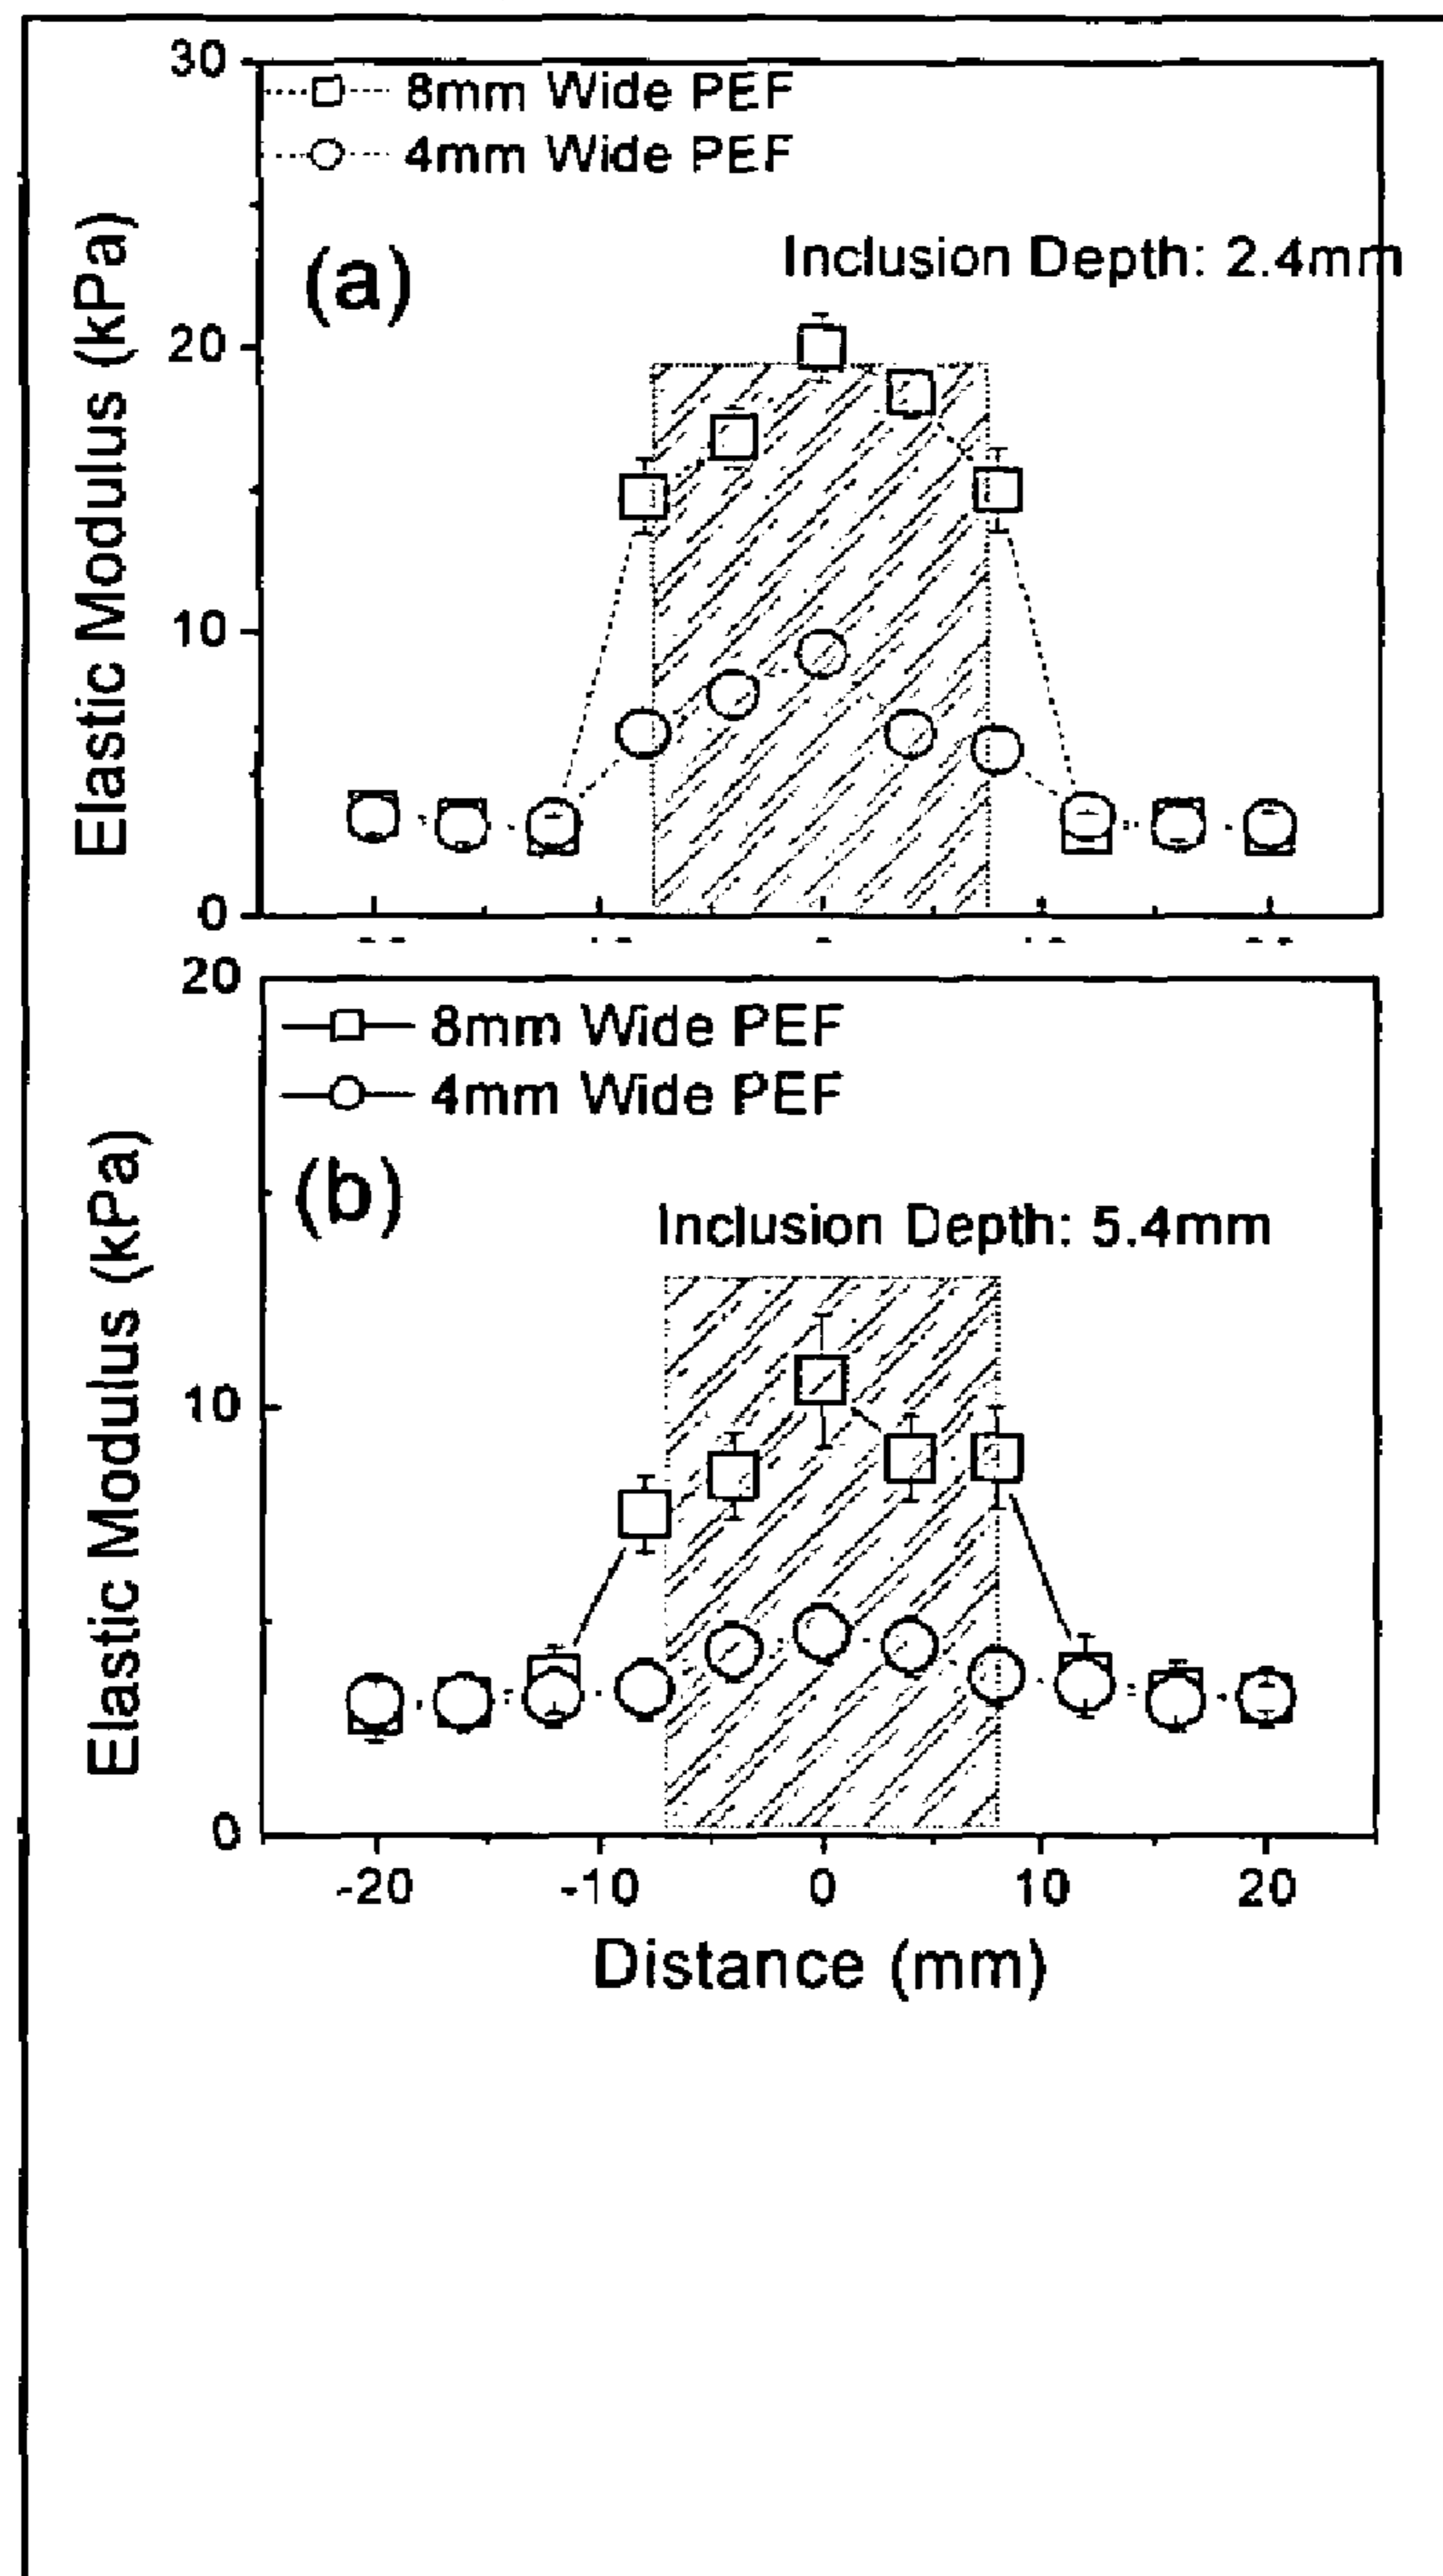 30
8mm Wide PEF
4mm Wide PEF
(a)
Inclusion Depth: 2.4mm
20
10
0
Elastic Modulus (kPa)
20
8mm Wide PEF
4mm Wide PEF
(b)
Inclusion Depth: 5.4mm
10
0
Elastic Modulus (kPa)
-20 -10 0 10 20
Distance (mm)